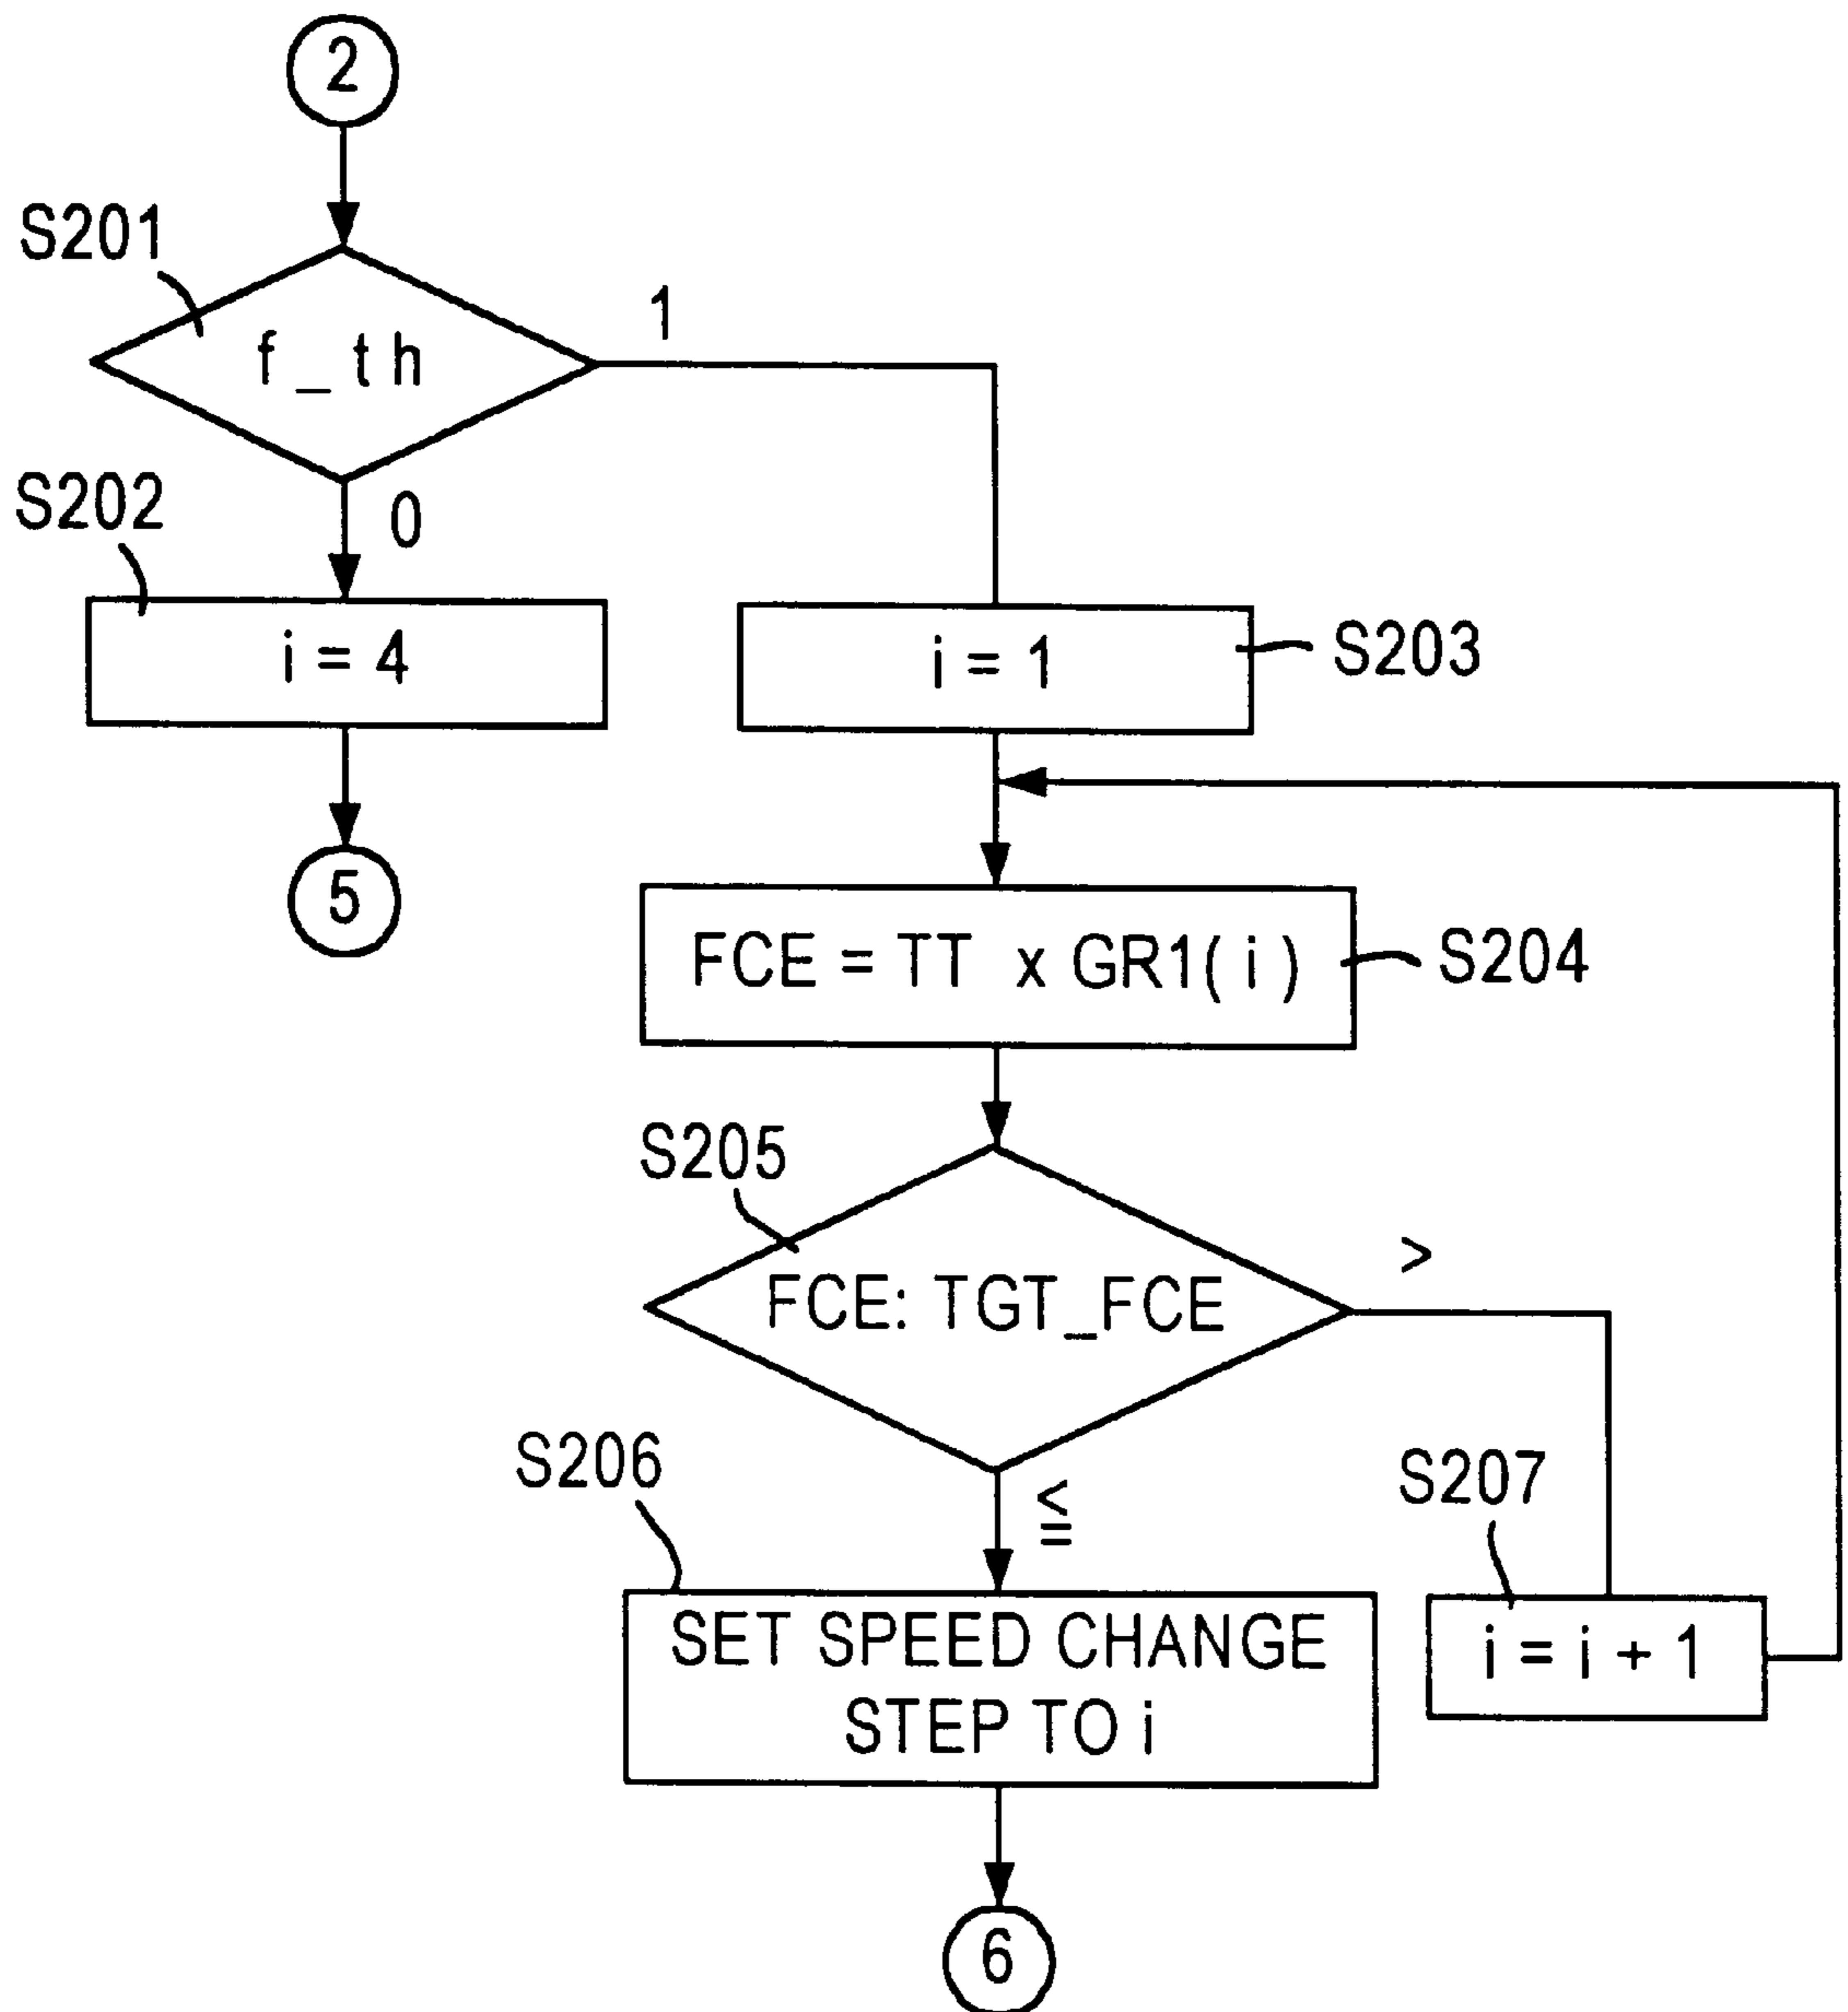 2
S201
f_th
1
S202
0
i = 4
i = 1
S203
5
FCE = TT x GR1(i)
S204
S205
>
FCE: TGT_FCE
S206
≦
S207
SET SPEED CHANGE
STEP TO i
i = i + 1
6